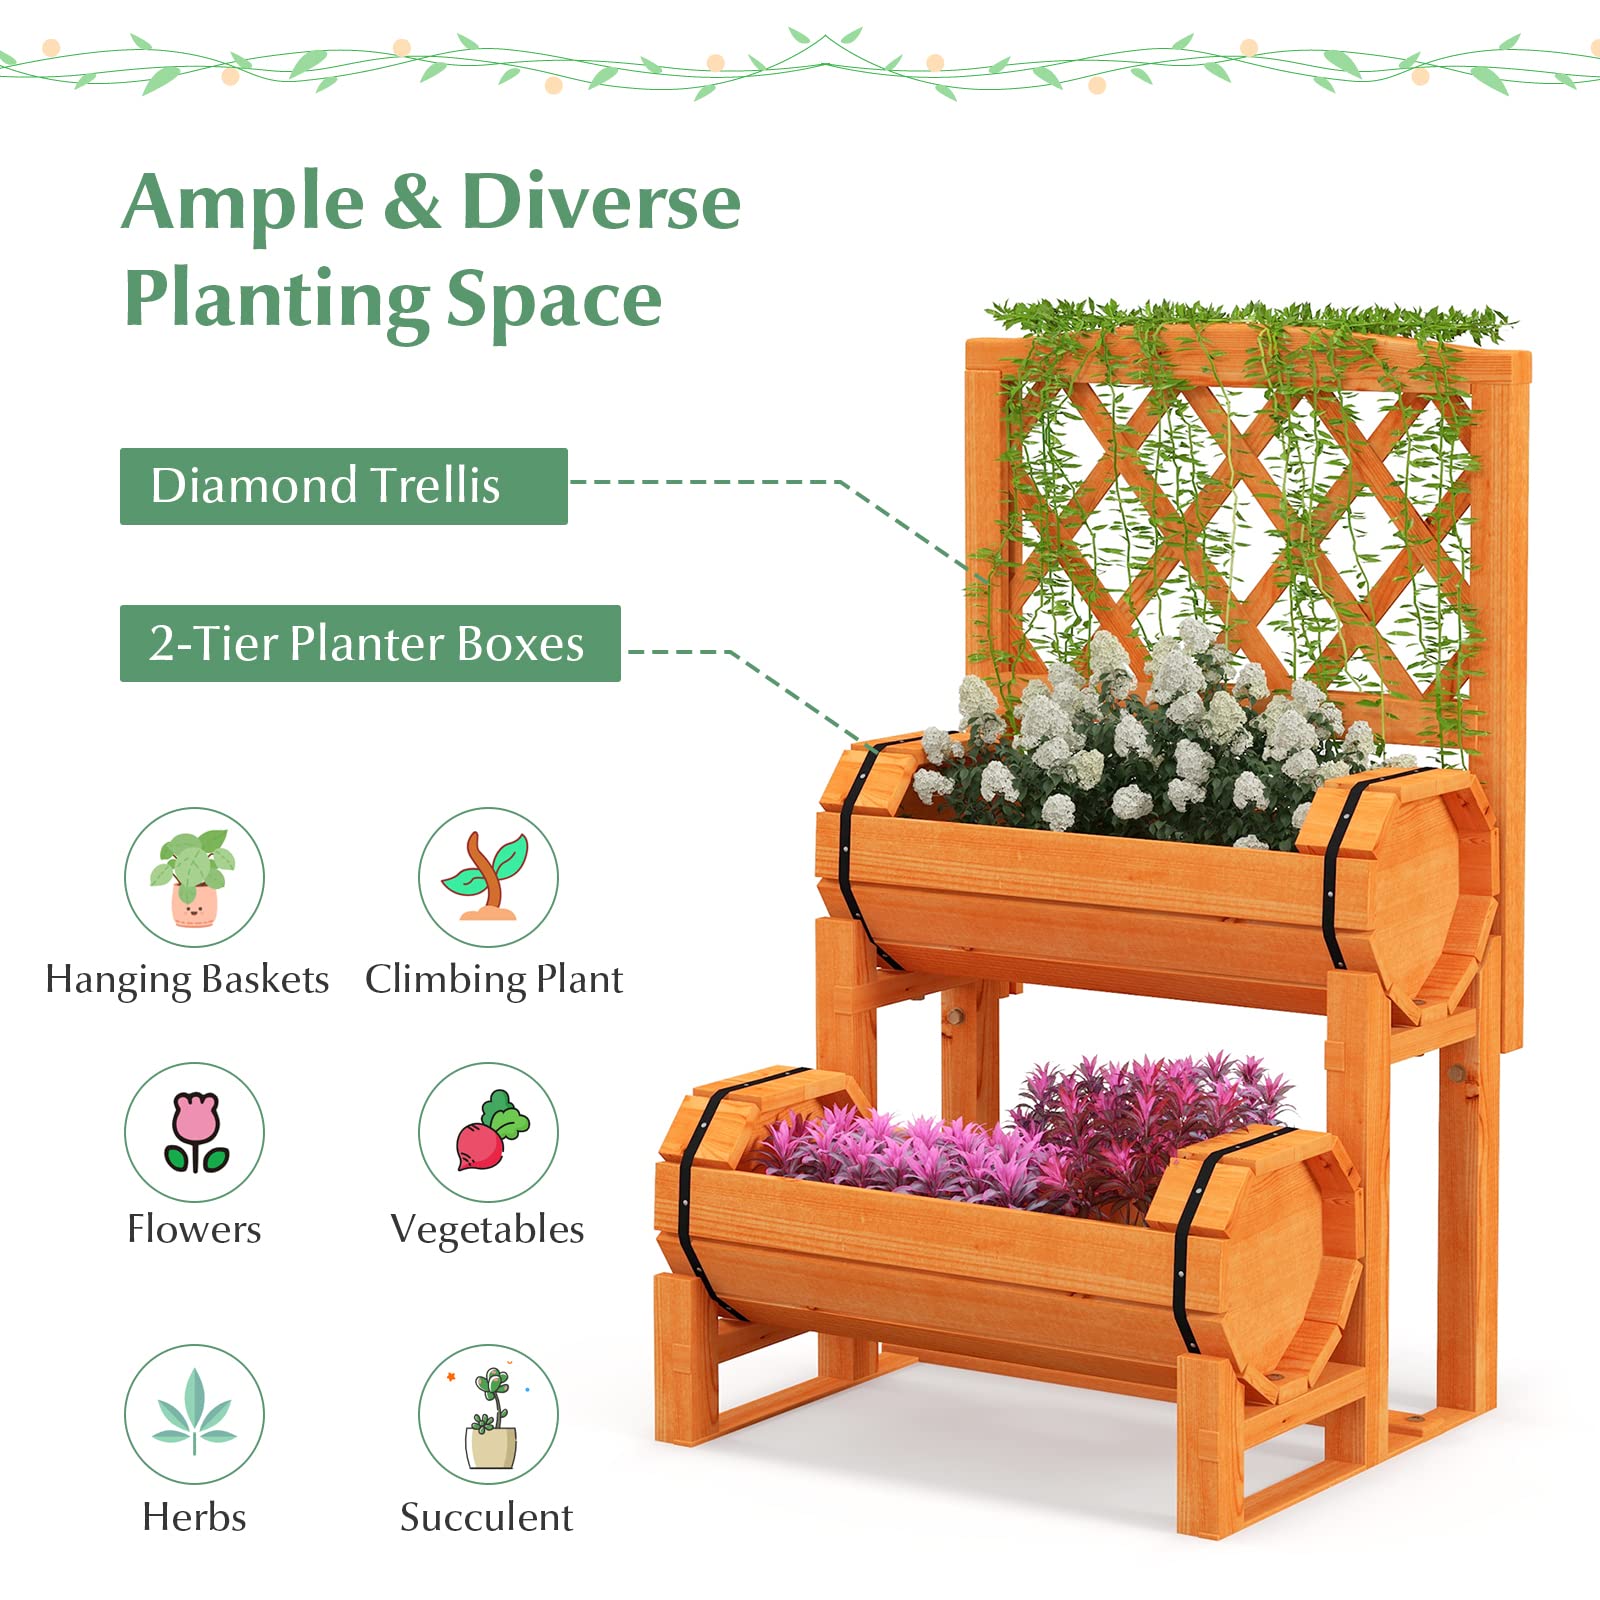 Ample & Diverse
Planting Space
Diamond Trellis
2-Tier Planter Boxes
Hanging Baskets
Climbing Plant
Flowers
Vegetables
Herbs
Succulent